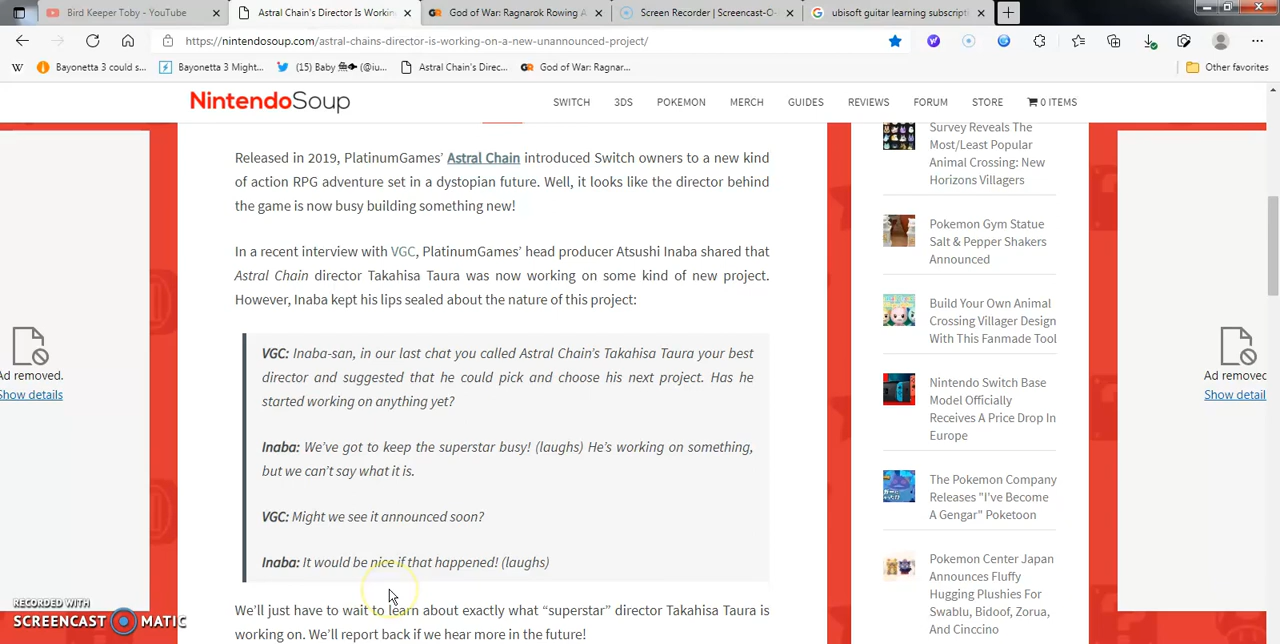 Bird Keeper Toby - YouTube
Astral Chain's Director Is Workin
God of War: Ragnarok Rowing A
Screen Recorder | Screencast-O-
ubisoft guitar learning subscripti
https://nintendosoup.com/astral-chains-director-is-working-on-a-new-unannounced-project/
Bayonetta 3 could s...
Bayonetta 3 Might...
(15) Baby 魚 (@iu...
Astral Chain's Direc...
God of War: Ragnar...
Other favorites
NintendoSoup
SWITCH
3DS
POKEMON
MERCH
GUIDES
REVIEWS
FORUM
STORE
0 ITEMS
Released in 2019, PlatinumGames' Astral Chain introduced Switch owners to a new kind
of action RPG adventure set in a dystopian future. Well, it looks like the director behind
the game is now busy building something new!
In a recent interview with VGC, PlatinumGames' head producer Atsushi Inaba shared that
Astral Chain director Takahisa Taura was now working on some kind of new project.
However, Inaba kept his lips sealed about the nature of this project:
VGC: Inaba-san, in our last chat you called Astral Chain's Takahisa Taura your best
director and suggested that he could pick and choose his next project. Has he
started working on anything yet?
Inaba: We've got to keep the superstar busy! (laughs) He's working on something,
but we can't say what it is.
VGC: Might we see it announced soon?
Inaba: It would be nice if that happened! (laughs)
We'll just have to wait to learn about exactly what “superstar” director Takahisa Taura is
working on. We'll report back if we hear more in the future!
Survey Reveals The
Most/Least Popular
Animal Crossing: New
Horizons Villagers
Pokemon Gym Statue
Salt & Pepper Shakers
Announced
Build Your Own Animal
Crossing Villager Design
With This Fanmade Tool
Nintendo Switch Base
Model Officially
Receives A Price Drop In
Europe
The Pokemon Company
Releases "I've Become
A Gengar" Poketoon
Pokemon Center Japan
Announces Fluffy
Hugging Plushies For
Swablu, Bidoof, Zorua,
And Cinccino
Ad removed.
Show details
Ad removed
Show detail
RECORDED WITH
SCREENCAST MATIC